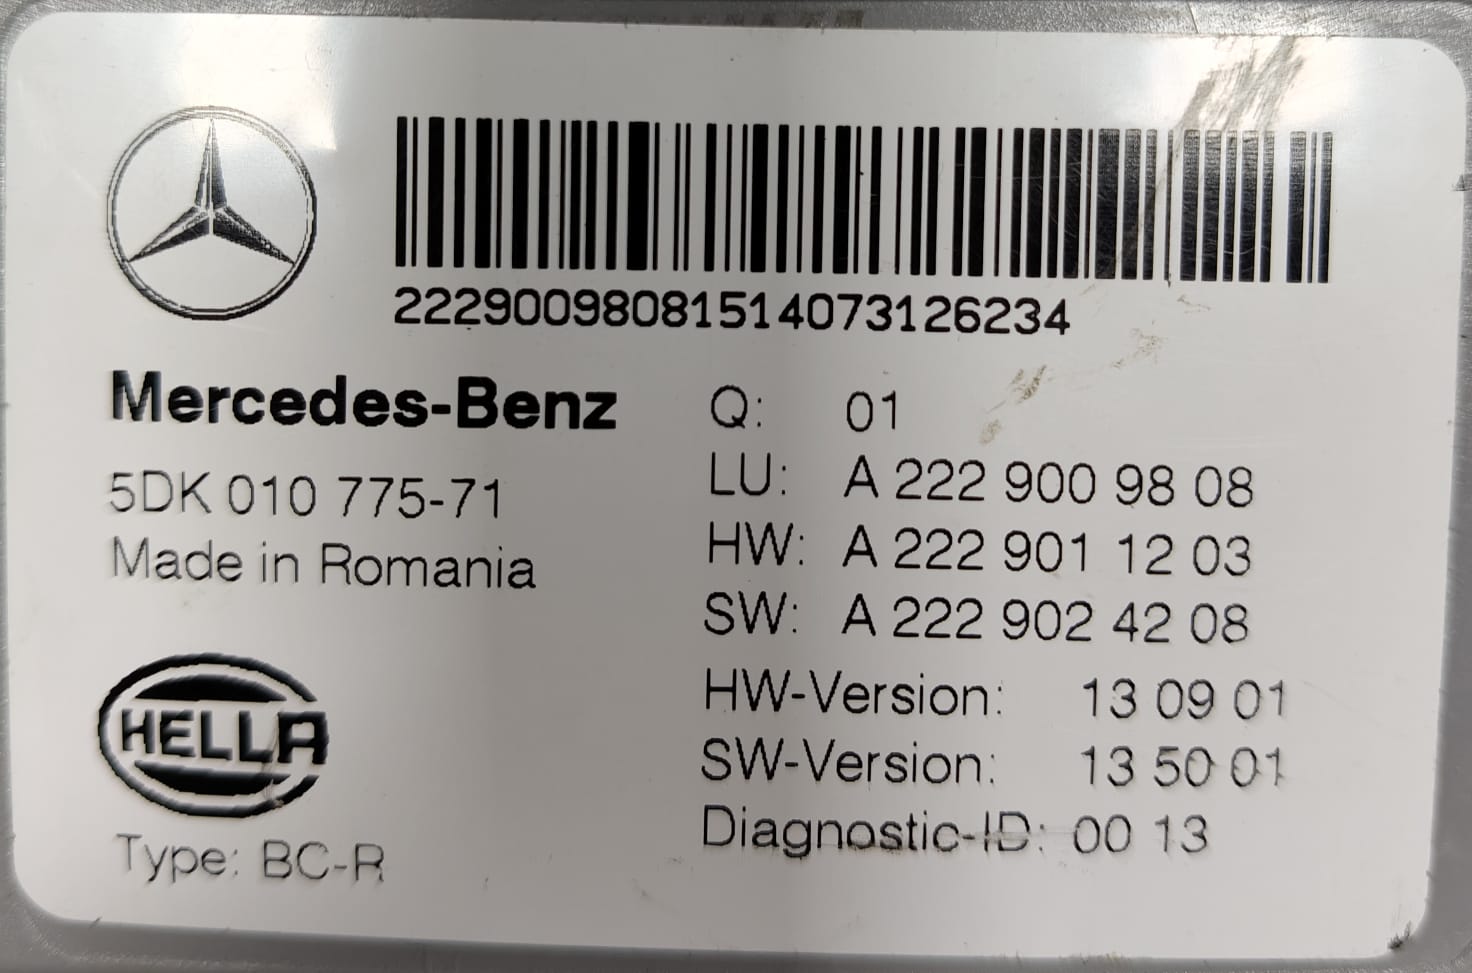 22290098081514073126234
Mercedes-Benz
5DK 010 775-71
Made in Romania
HELLA
Type: BC-R
Q: 01
LU: A 222 900 98 08
HW: A 222 901 12 03
SW: A 222 902 42 08
HW-Version: 13 09 01
SW-Version: 13 50 01
Diagnostic-ID: 00 13